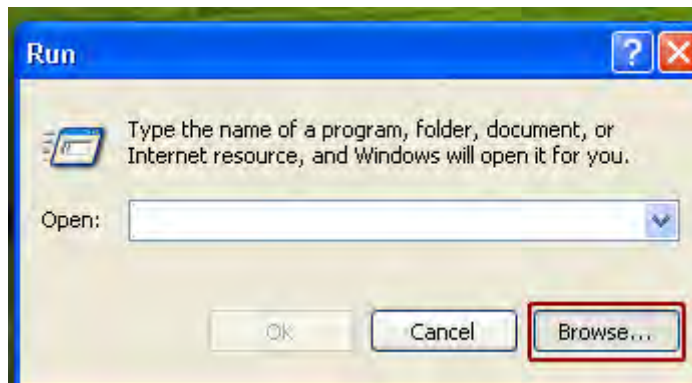 Run
Type the name of a program, folder, document, or
Internet resource, and Windows will open it for you.
Open:
OK Cancel Browse...